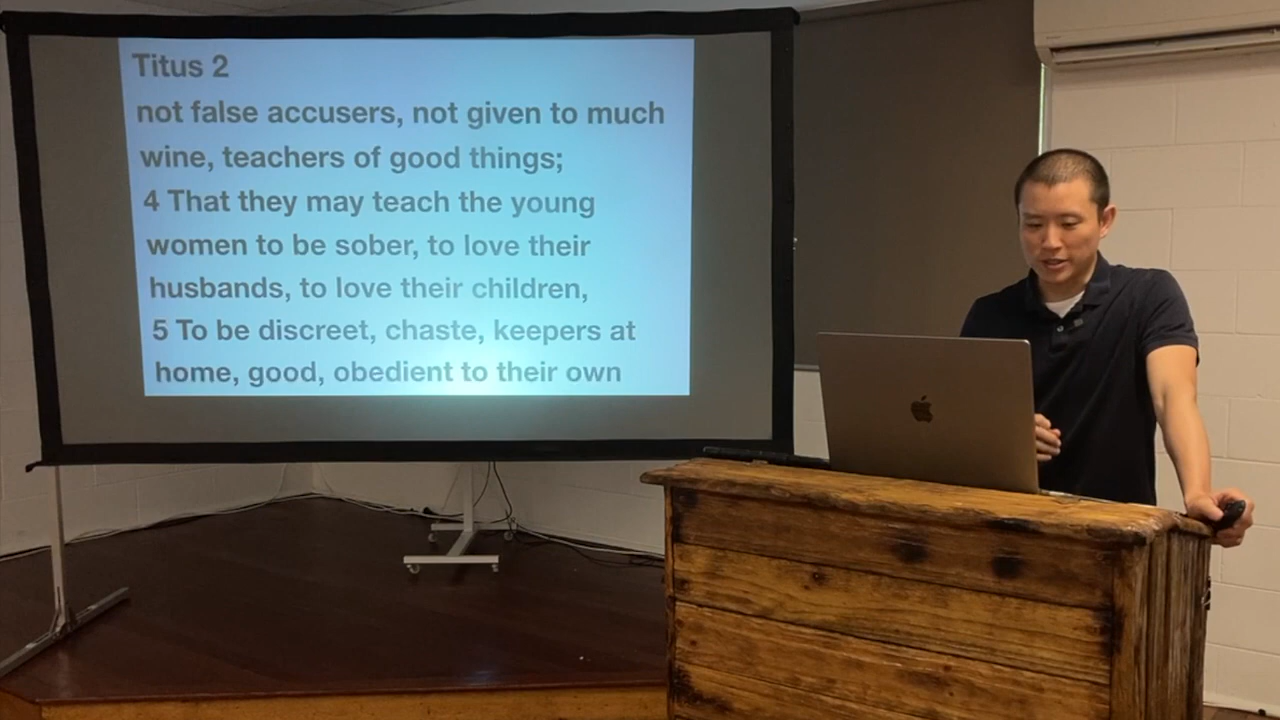 Titus 2
not false accusers, not given to much
wine, teachers of good things;
4 That they may teach the young
women to be sober, to love their
husbands, to love their children,
5 To be discreet, chaste, keepers at
home, good, obedient to their own